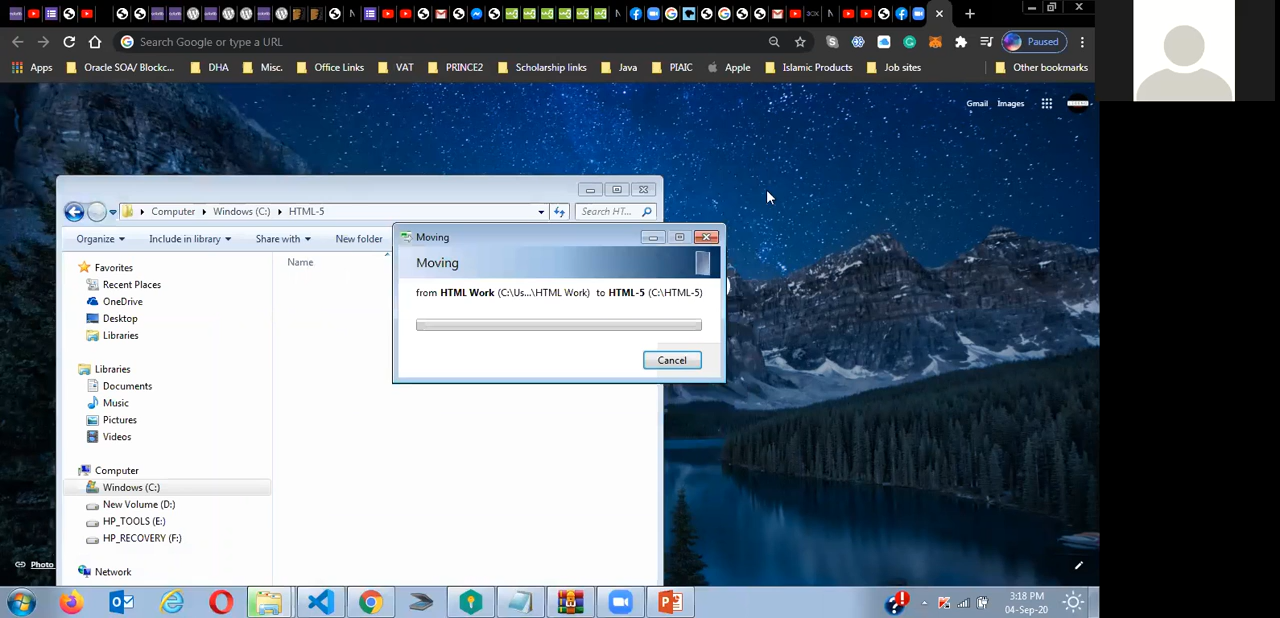 Search Google or type a URL
Paused
Apps
Oracle SOA/ Blockc...
DHA
Misc.
Office Links
VAT
PRINCE2
Scholarship links
Java
PIAIC
Apple
Islamic Products
Job sites
Other bookmarks
Gmail
Images
Computer
Windows (C:)
HTML-5
Search HT...
Organize
Include in library
Share with
New folder
Name
Favorites
Recent Places
OneDrive
Desktop
Libraries
Libraries
Documents
Music
Pictures
Videos
Computer
Windows (C:)
New Volume (D:)
HP_TOOLS (E:)
HP_RECOVERY (F:)
Network
Moving
Moving
from HTML Work (C:\Us...\HTML Work) to HTML-5 (C:\HTML-5)
Cancel
Photo
3:18 PM
04-Sep-20